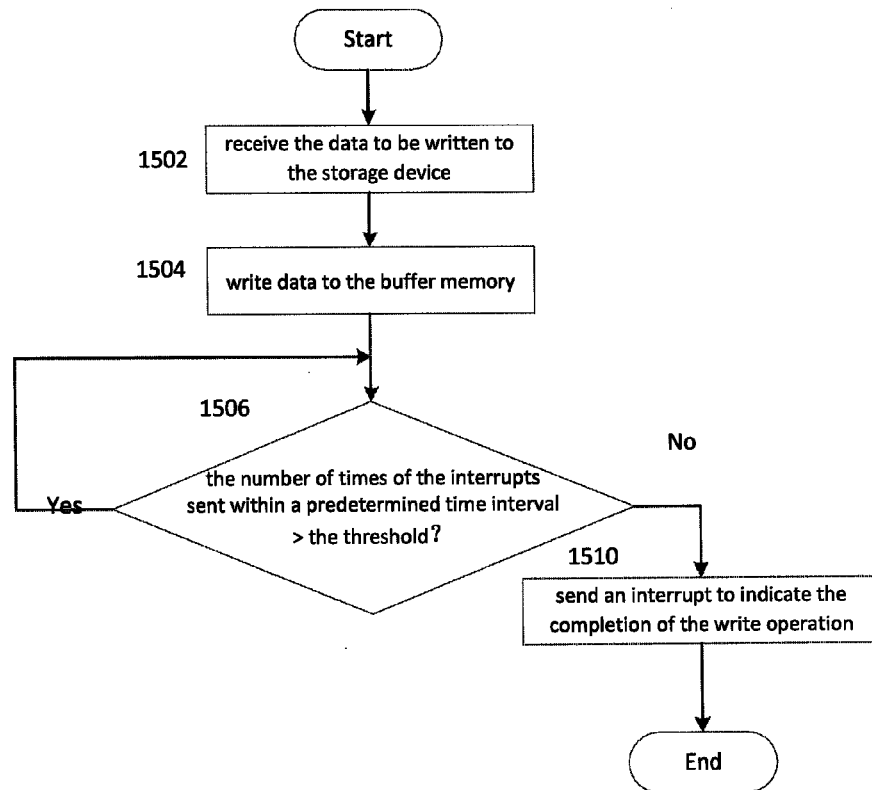 Start
1502
receive the data to be written to
the storage device
1504
write data to the buffer memory
1506
No
the number of times of the interrupts
sent within a predetermined time interval
> the threshold?
Yes
1510
send an interrupt to indicate the
completion of the write operation
End